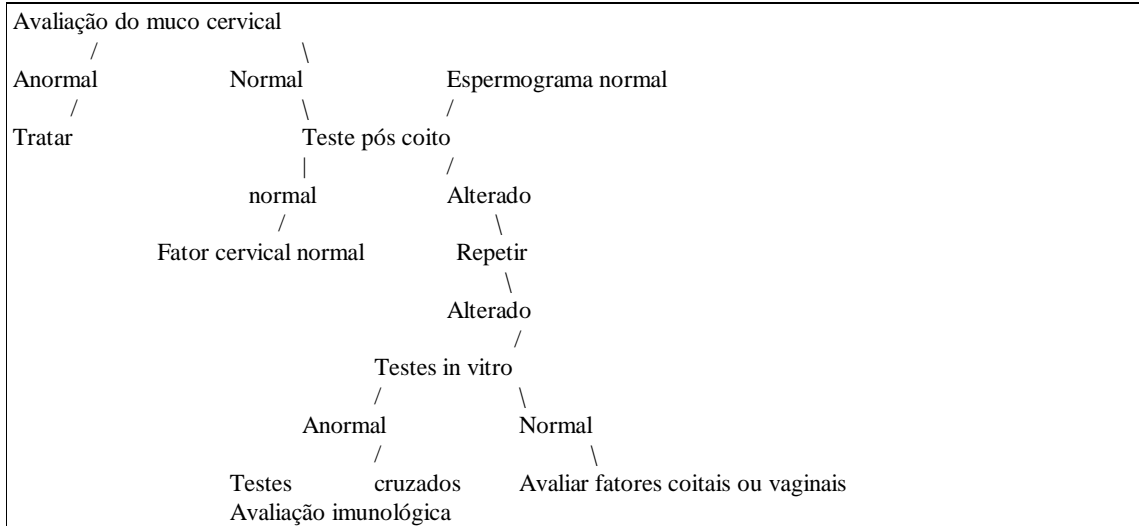 Avaliação do muco cervical
/ \
Anormal Normal Espermograma normal
/ \ /
Tratar Teste pós coito
| /
normal Alterado
/ \
Fator cervical normal Repetir
\
Alterado
/
Testes in vitro
/ \
Anormal Normal
/ \
Testes cruzados Avaliar fatores coitais ou vaginais
Avaliação imunológica